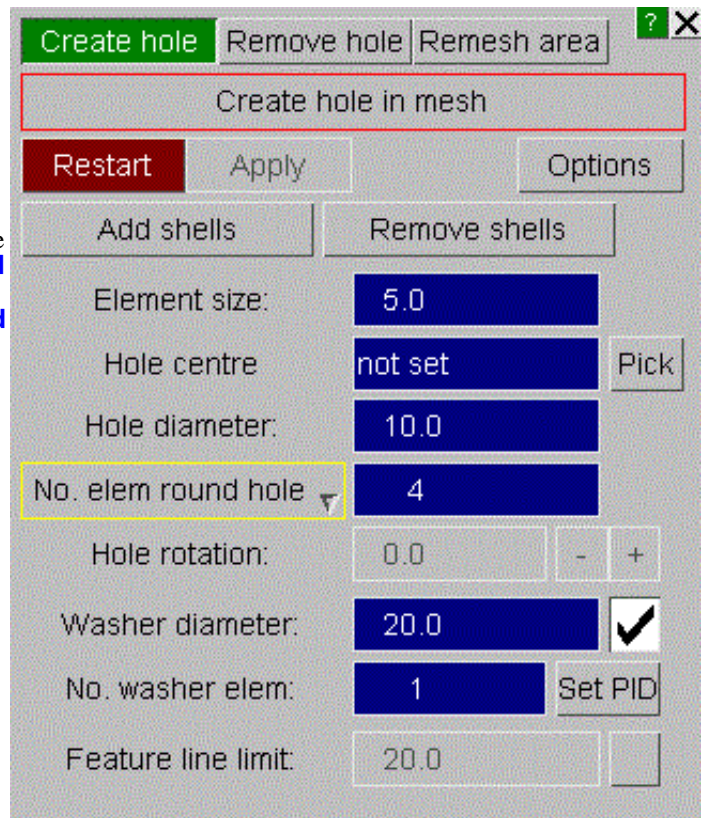 Create hole Remove hole Remesh area ? X
Create hole in mesh
Restart Apply Options
Add shells Remove shells
Element size: 5.0
Hole centre not set Pick
Hole diameter: 10.0
No. elem round hole 4
Hole rotation: 0.0 - +
Washer diameter: 20.0
No. washer elem: 1 Set PID
Feature line limit: 20.0